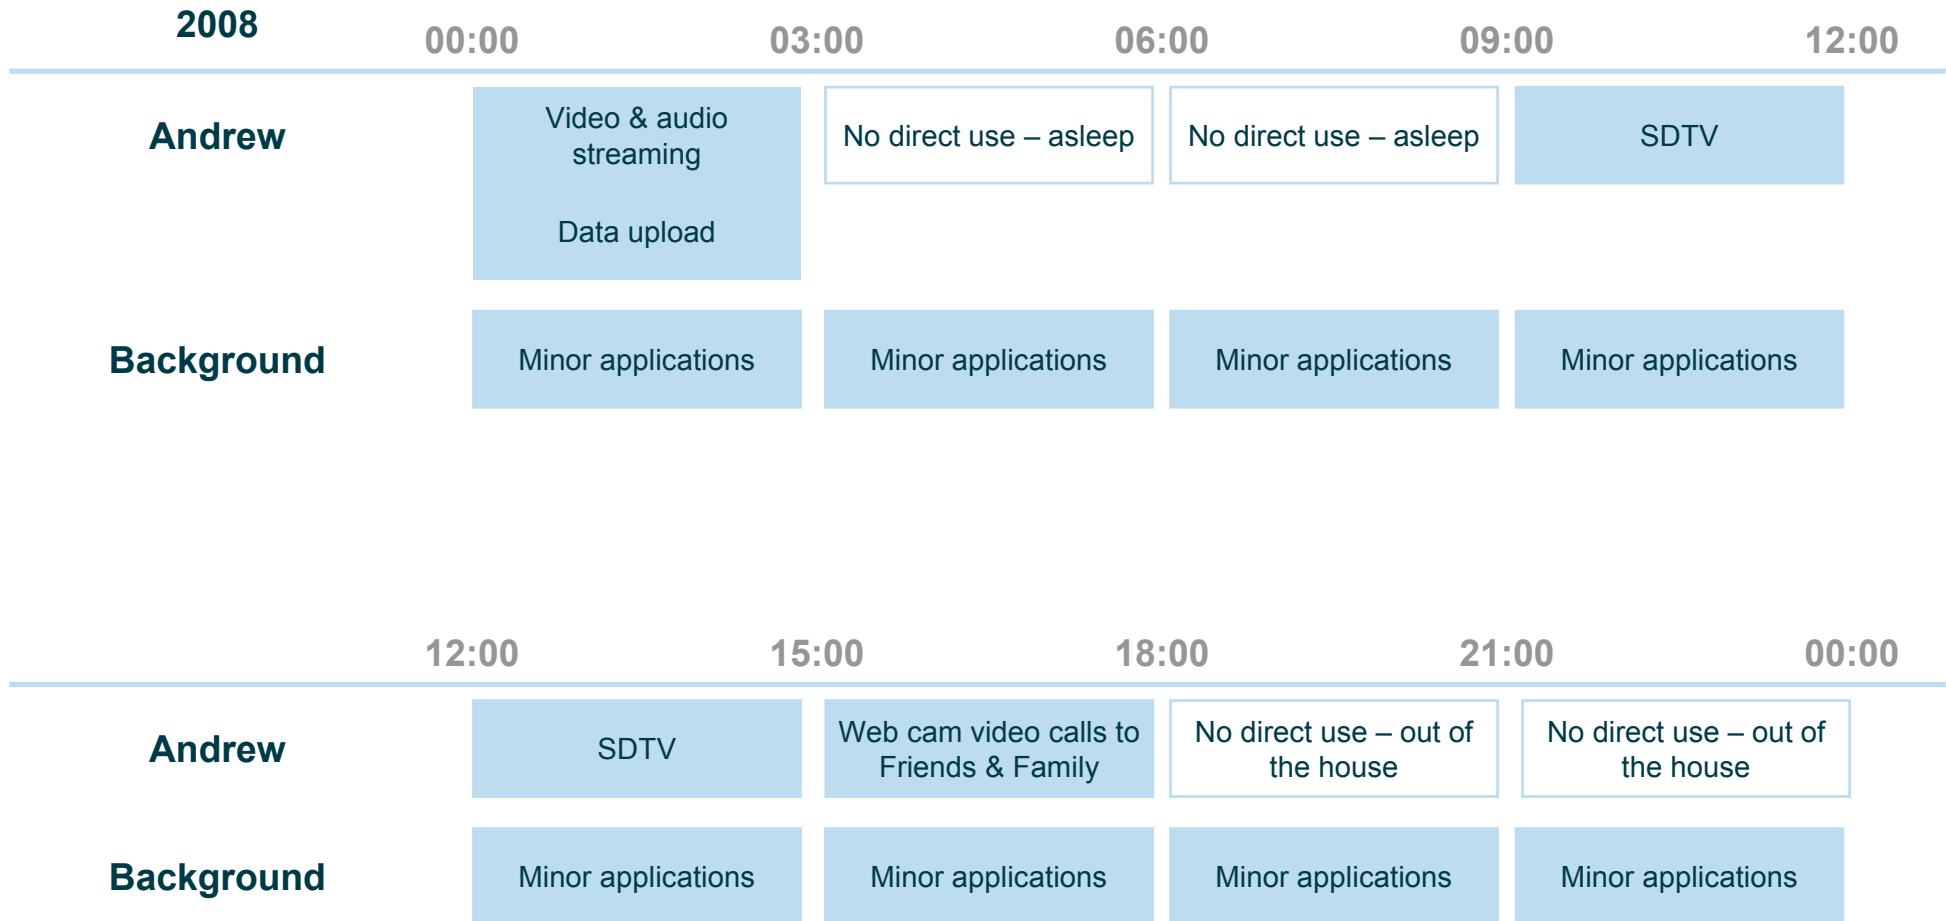 2008
00:00 03:00 06:00 09:00 12:00
Andrew
Video & audio
streaming
Data upload
No direct use – asleep
No direct use – asleep
SDTV
Background
Minor applications
Minor applications
Minor applications
Minor applications
12:00 15:00 18:00 21:00 00:00
Andrew
SDTV
Web cam video calls to
Friends & Family
No direct use – out of
the house
No direct use – out of
the house
Background
Minor applications
Minor applications
Minor applications
Minor applications